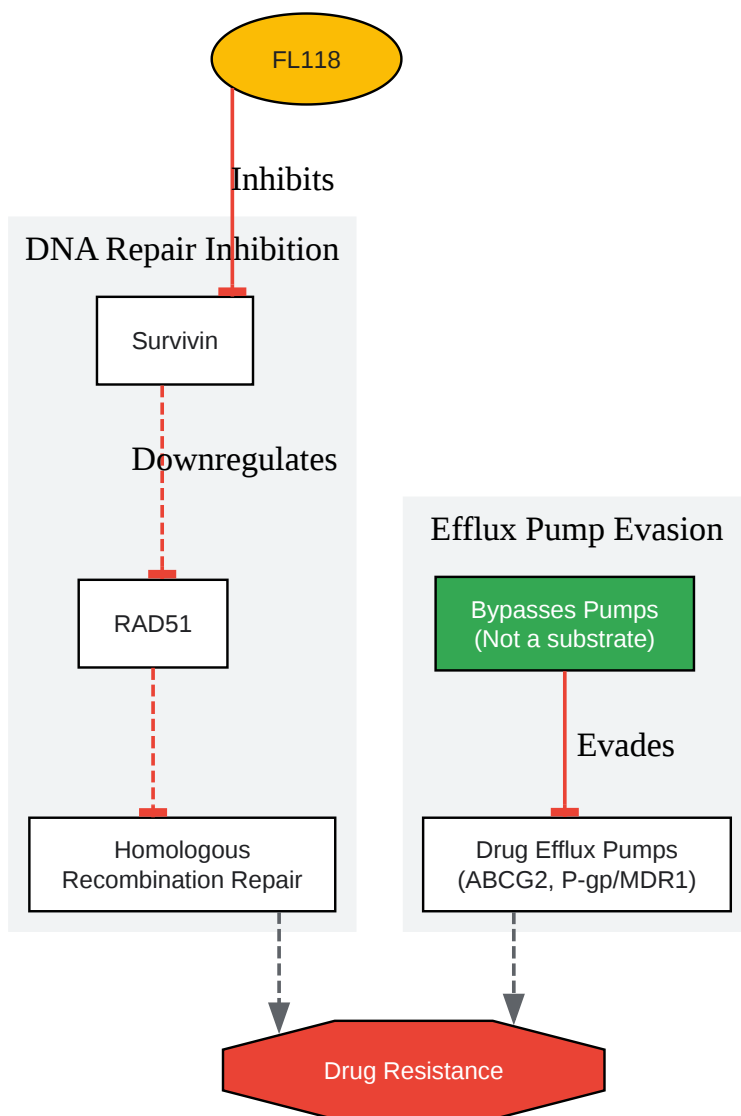 FL118
Inhibits
DNA Repair Inhibition
Survivin
Downregulates
RAD51
Homologous
Recombination Repair
Efflux Pump Evasion
Bypasses Pumps
(Not a substrate)
Evades
Drug Efflux Pumps
(ABCG2, P-gp/MDR1)
Drug Resistance